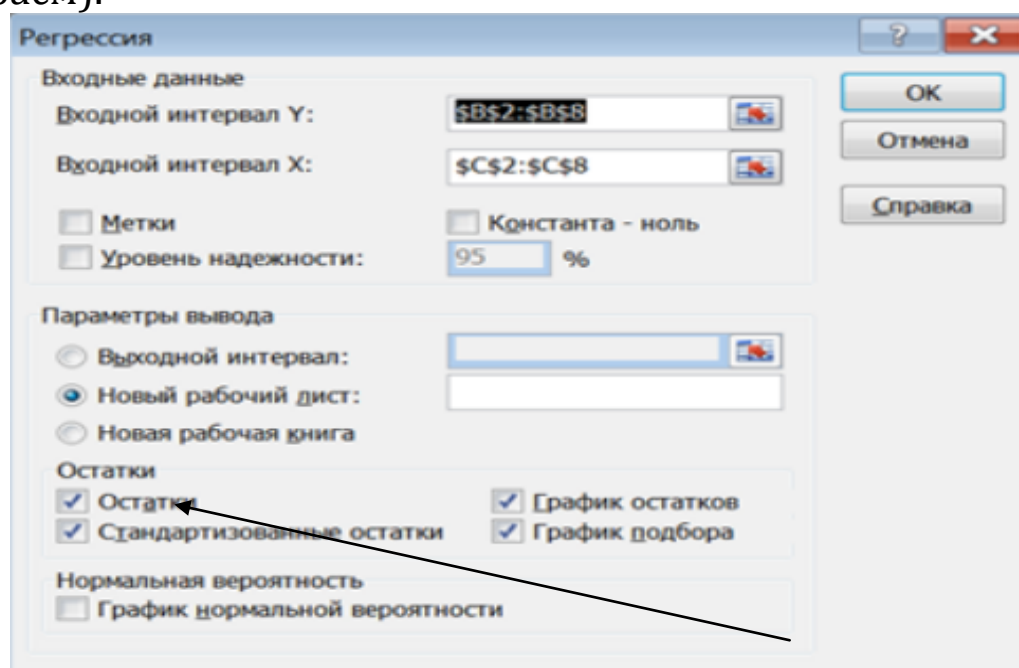 Регрессия
Входные данные
Входной интервал Y: $B$2:$B$8
Входной интервал X: $C$2:$C$8
Метки Константа - ноль
Уровень надежности: 95 %
Параметры вывода
Выходной интервал:
Новый рабочий лист:
Новая рабочая книга
Остатки
Остатки График остатков
Стандартизованные остатки График подбора
Нормальная вероятность
График нормальной вероятности
?
ОК
Отмена
Справка